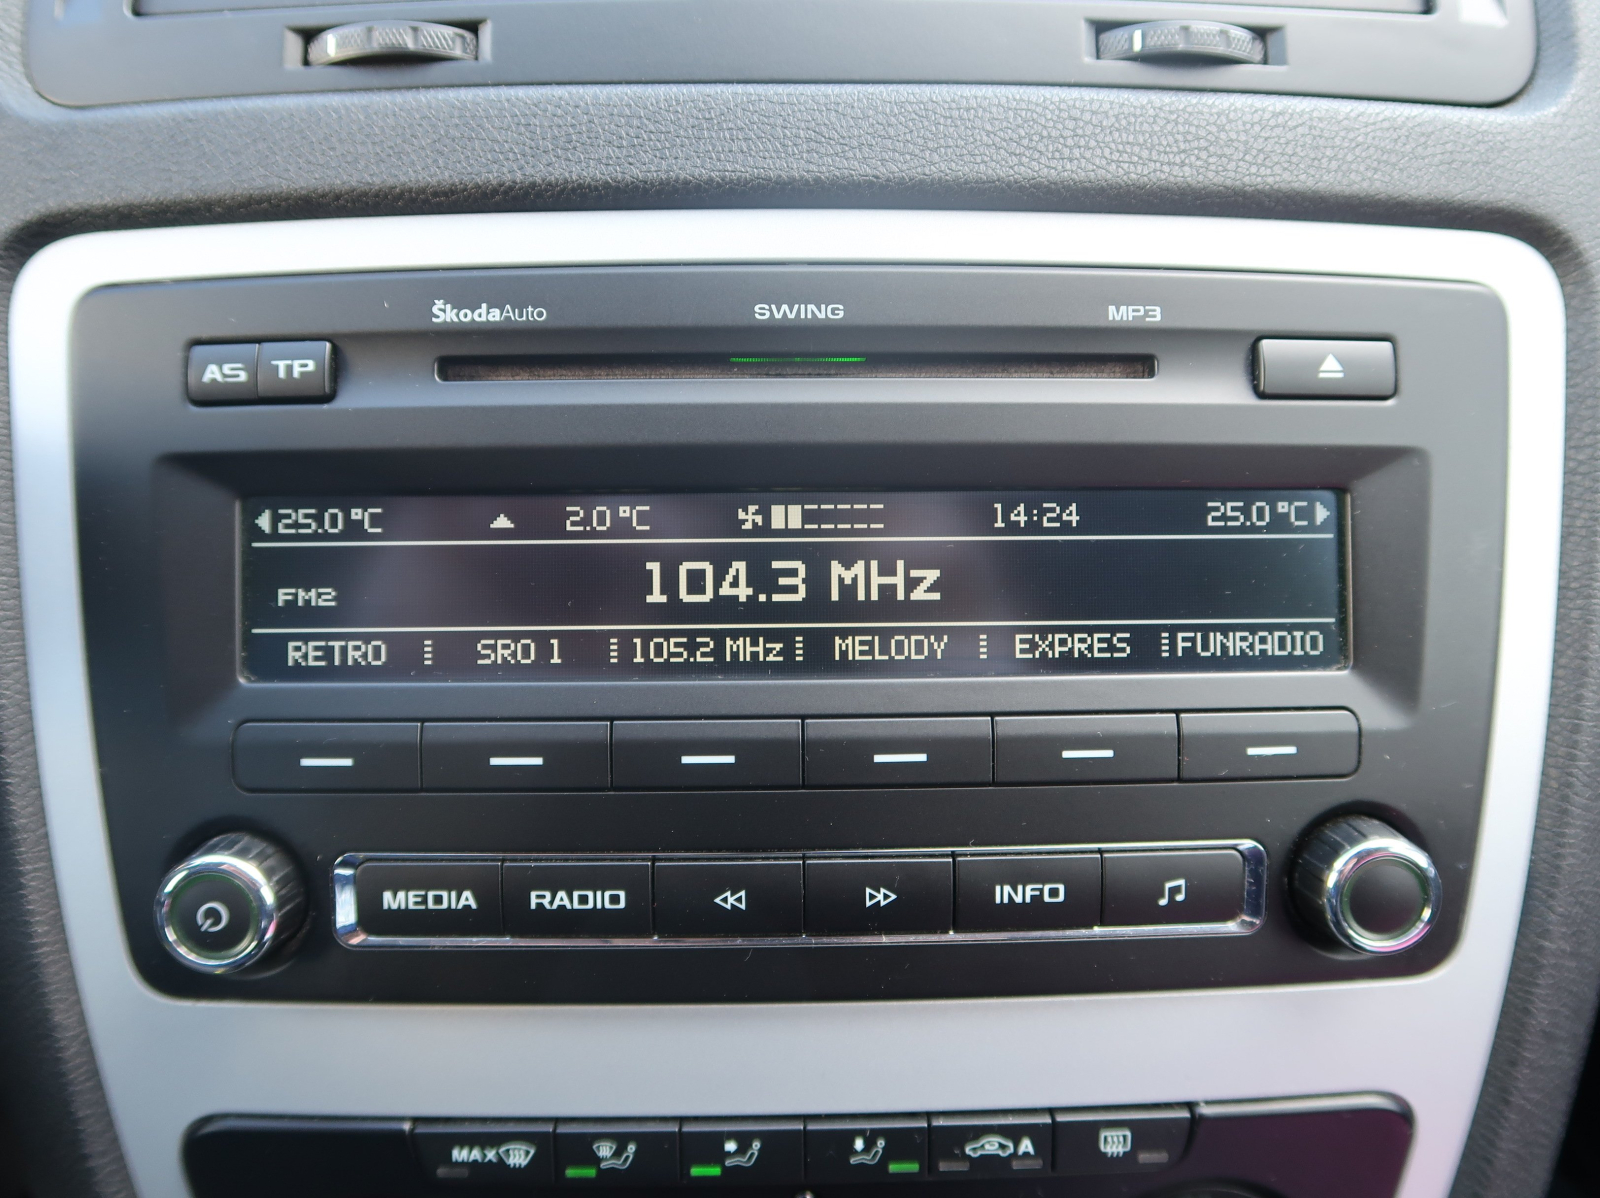 ŠkodaAuto SWING MP3
AS TP
25.0 °C 2.0 °C 14:24 25.0 °C
104.3 MHz
FM2
RETRO SRO 1 105.2 MHz MELODY EXPRES FUNRADIO
MEDIA RADIO INFO
MAX A